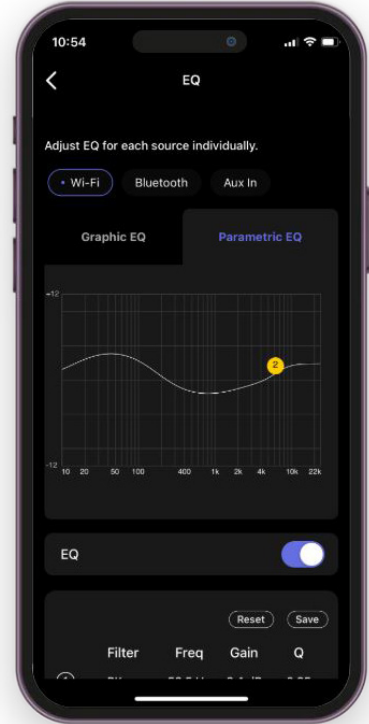 10:54
EQ
Adjust EQ for each source individually.
• Wi-Fi Bluetooth Aux In
Graphic EQ Parametric EQ
-12
2
-12
10 20 50 100 400 1k 2k 4k 10k 22k
EQ
Reset Save
Filter Freq Gain Q